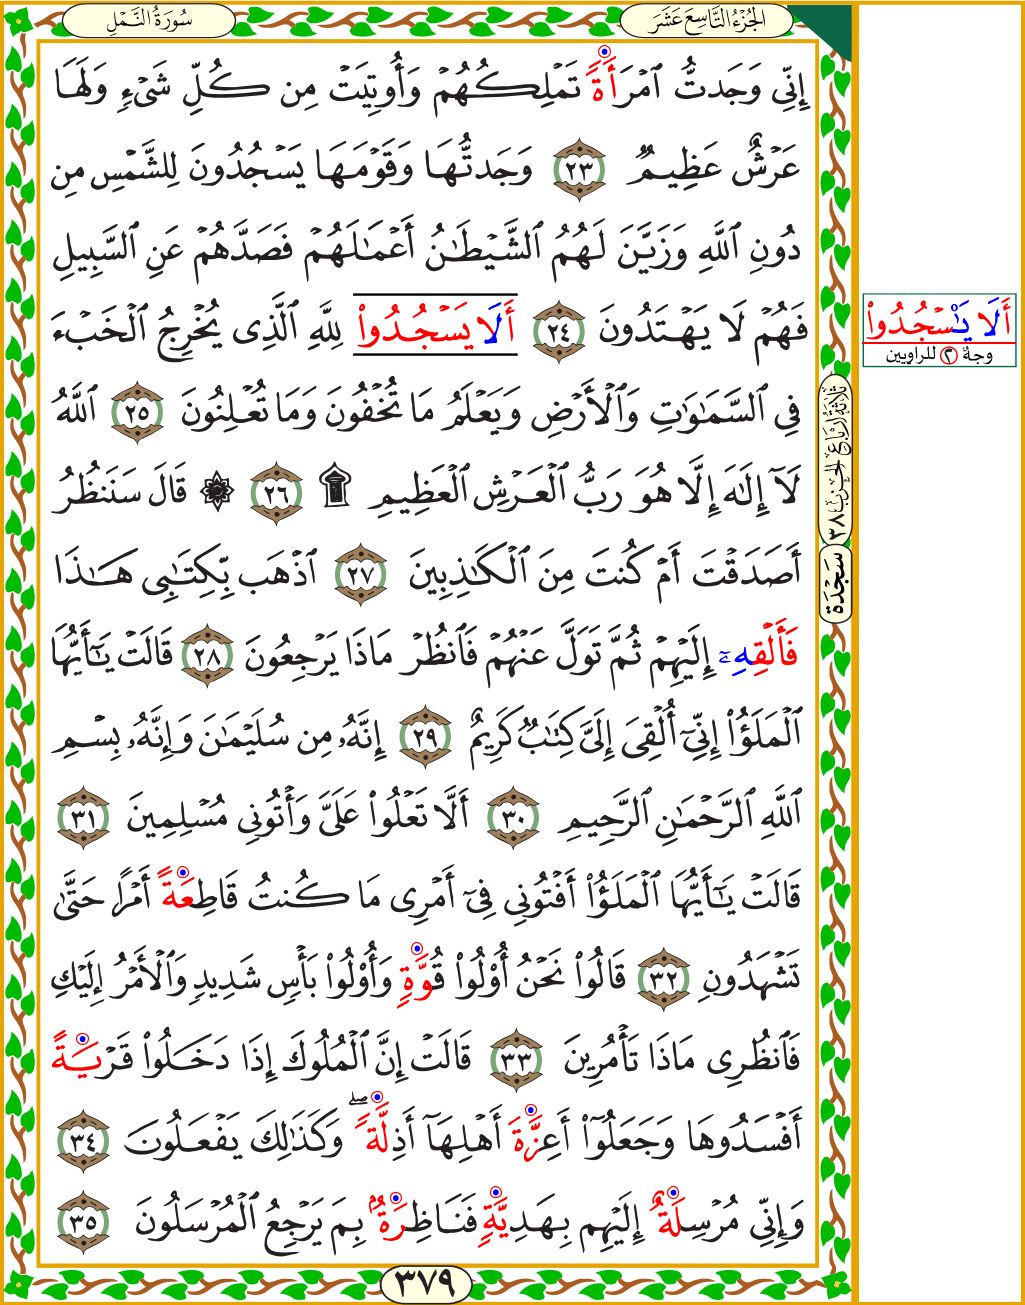 سُورَةُ النَّمْلِ
الجُزْءُ التَّاسِعَ عَشَرَ
إِنِّي وَجَدتُّ ٱمْرَأَةً تَمْلِكُهُمْ وَأُوتِيَتْ مِن كُلِّ شَىْءٍ وَلَهَا
عَرْشٌ عَظِيمٌ ٢٣ وَجَدتُّهَا وَقَوْمَهَا يَسْجُدُونَ لِلشَّمْسِ مِن
دُونِ ٱللَّهِ وَزَيَّنَ لَهُمُ ٱلشَّيْطَٰنُ أَعْمَٰلَهُمْ فَصَدَّهُمْ عَنِ ٱلسَّبِيلِ
فَهُمْ لَا يَهْتَدُونَ ٢٤ أَلَا يَسْجُدُوا۟ لِلَّهِ ٱلَّذِى يُخْرِجُ ٱلْخَبْءَ
فِي ٱلسَّمَٰوَٰتِ وَٱلْأَرْضِ وَيَعْلَمُ مَا تُخْفُونَ وَمَا تُعْلِنُونَ ٢٥ ٱللَّهُ
لَآ إِلَٰهَ إِلَّا هُوَ رَبُّ ٱلْعَرْشِ ٱلْعَظِيمِ ۩ ٢٦ ۞ قَالَ سَنَنظُرُ
أَصَدَقْتَ أَمْ كُنتَ مِنَ ٱلْكَٰذِبِينَ ٢٧ ٱذْهَب بِّكِتَٰبِى هَٰذَا
فَأَلْقِهِۦٓ إِلَيْهِمْ ثُمَّ تَوَلَّ عَنْهُمْ فَٱنظُرْ مَاذَا يَرْجِعُونَ ٢٨ قَالَتْ يَٰٓأَيُّهَا
ٱلْمَلَؤُا۟ إِنِّيٓ أُلْقِىَ إِلَىَّ كِتَٰبٌ كَرِيمٌ ٢٩ إِنَّهُۥ مِن سُلَيْمَٰنَ وَإِنَّهُۥ بِسْمِ
ٱللَّهِ ٱلرَّحْمَٰنِ ٱلرَّحِيمِ ٣٠ أَلَّا تَعْلُوا۟ عَلَىَّ وَأْتُونِي مُسْلِمِينَ ٣١
قَالَتْ يَٰٓأَيُّهَا ٱلْمَلَؤُا۟ أَفْتُونِي فِيٓ أَمْرِى مَا كُنتُ قَاطِعَةً أَمْرًا حَتَّىٰ
تَشْهَدُونِ ٣٢ قَالُوا۟ نَحْنُ أُو۟لُوا۟ قُوَّةٍ وَأُو۟لُوا۟ بَأْسٍ شَدِيدٍ وَٱلْأَمْرُ إِلَيْكِ
فَٱنظُرِى مَاذَا تَأْمُرِينَ ٣٣ قَالَتْ إِنَّ ٱلْمُلُوكَ إِذَا دَخَلُوا۟ قَرْيَةً
أَفْسَدُوهَا وَجَعَلُوٓا۟ أَعِزَّةَ أَهْلِهَآ أَذِلَّةً ۖ وَكَذَٰلِكَ يَفْعَلُونَ ٣٤
وَإِنِّي مُرْسِلَةٌ إِلَيْهِم بِهَدِيَّةٍ فَنَاظِرَةٌۢ بِمَ يَرْجِعُ ٱلْمُرْسَلُونَ ٣٥
٣٧٩
أَلَا يَٰسْجُدُوا۟
وجهٌ ٢ للراويين
ثلاثة أرباع الحزب ٣٨
سَجْدَة